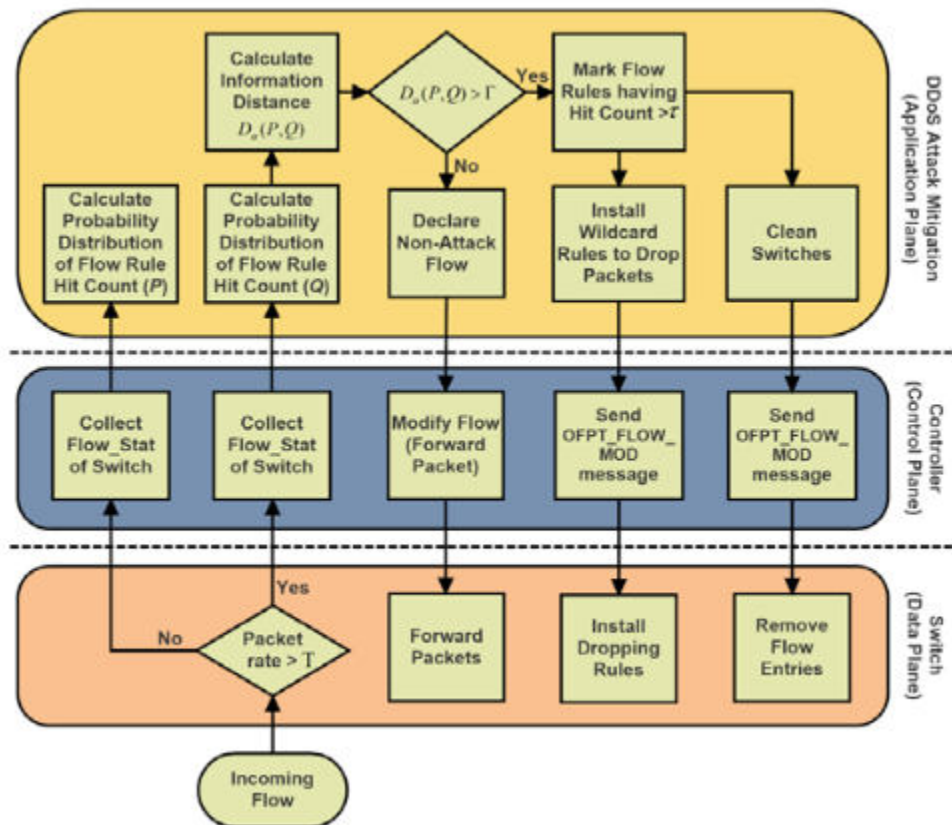 Calculate
Information
Distance
D_α(P,Q)
D_α(P,Q) > Γ
Yes
Mark Flow
Rules having
Hit Count >τ
No
Calculate
Probability
Distribution
of Flow Rule
Hit Count (P)
Calculate
Probability
Distribution
of Flow Rule
Hit Count (Q)
Declare
Non-Attack
Flow
Install
Wildcard
Rules to Drop
Packets
Clean
Switches
DDoS Attack Mitigation
(Application Plane)
Collect
Flow_Stat
of Switch
Collect
Flow_Stat
of Switch
Modify Flow
(Forward
Packet)
Send
OFPT_FLOW_
MOD
message
Send
OFPT_FLOW_
MOD
message
Controller
(Control Plane)
Yes
No
Packet
rate > T
Forward
Packets
Install
Dropping
Rules
Remove
Flow
Entries
Switch
(Data Plane)
Incoming
Flow